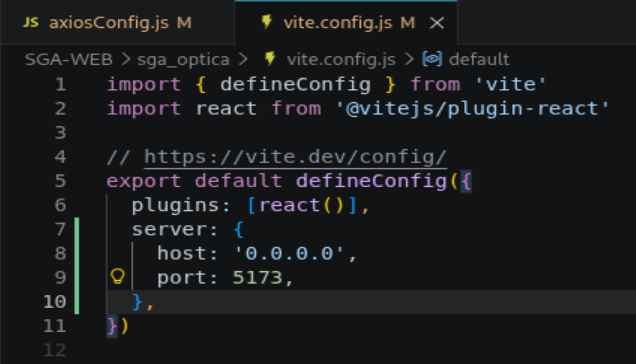 JS axiosConfig.js M
vite.config.js M ×
SGA-WEB > sga_optica > vite.config.js > default
1 import { defineConfig } from 'vite'
2 import react from '@vitejs/plugin-react'
3
4 // https://vite.dev/config/
5 export default defineConfig({
6   plugins: [react()],
7   server: {
8     host: '0.0.0.0',
9     port: 5173,
10   },
11 })
12